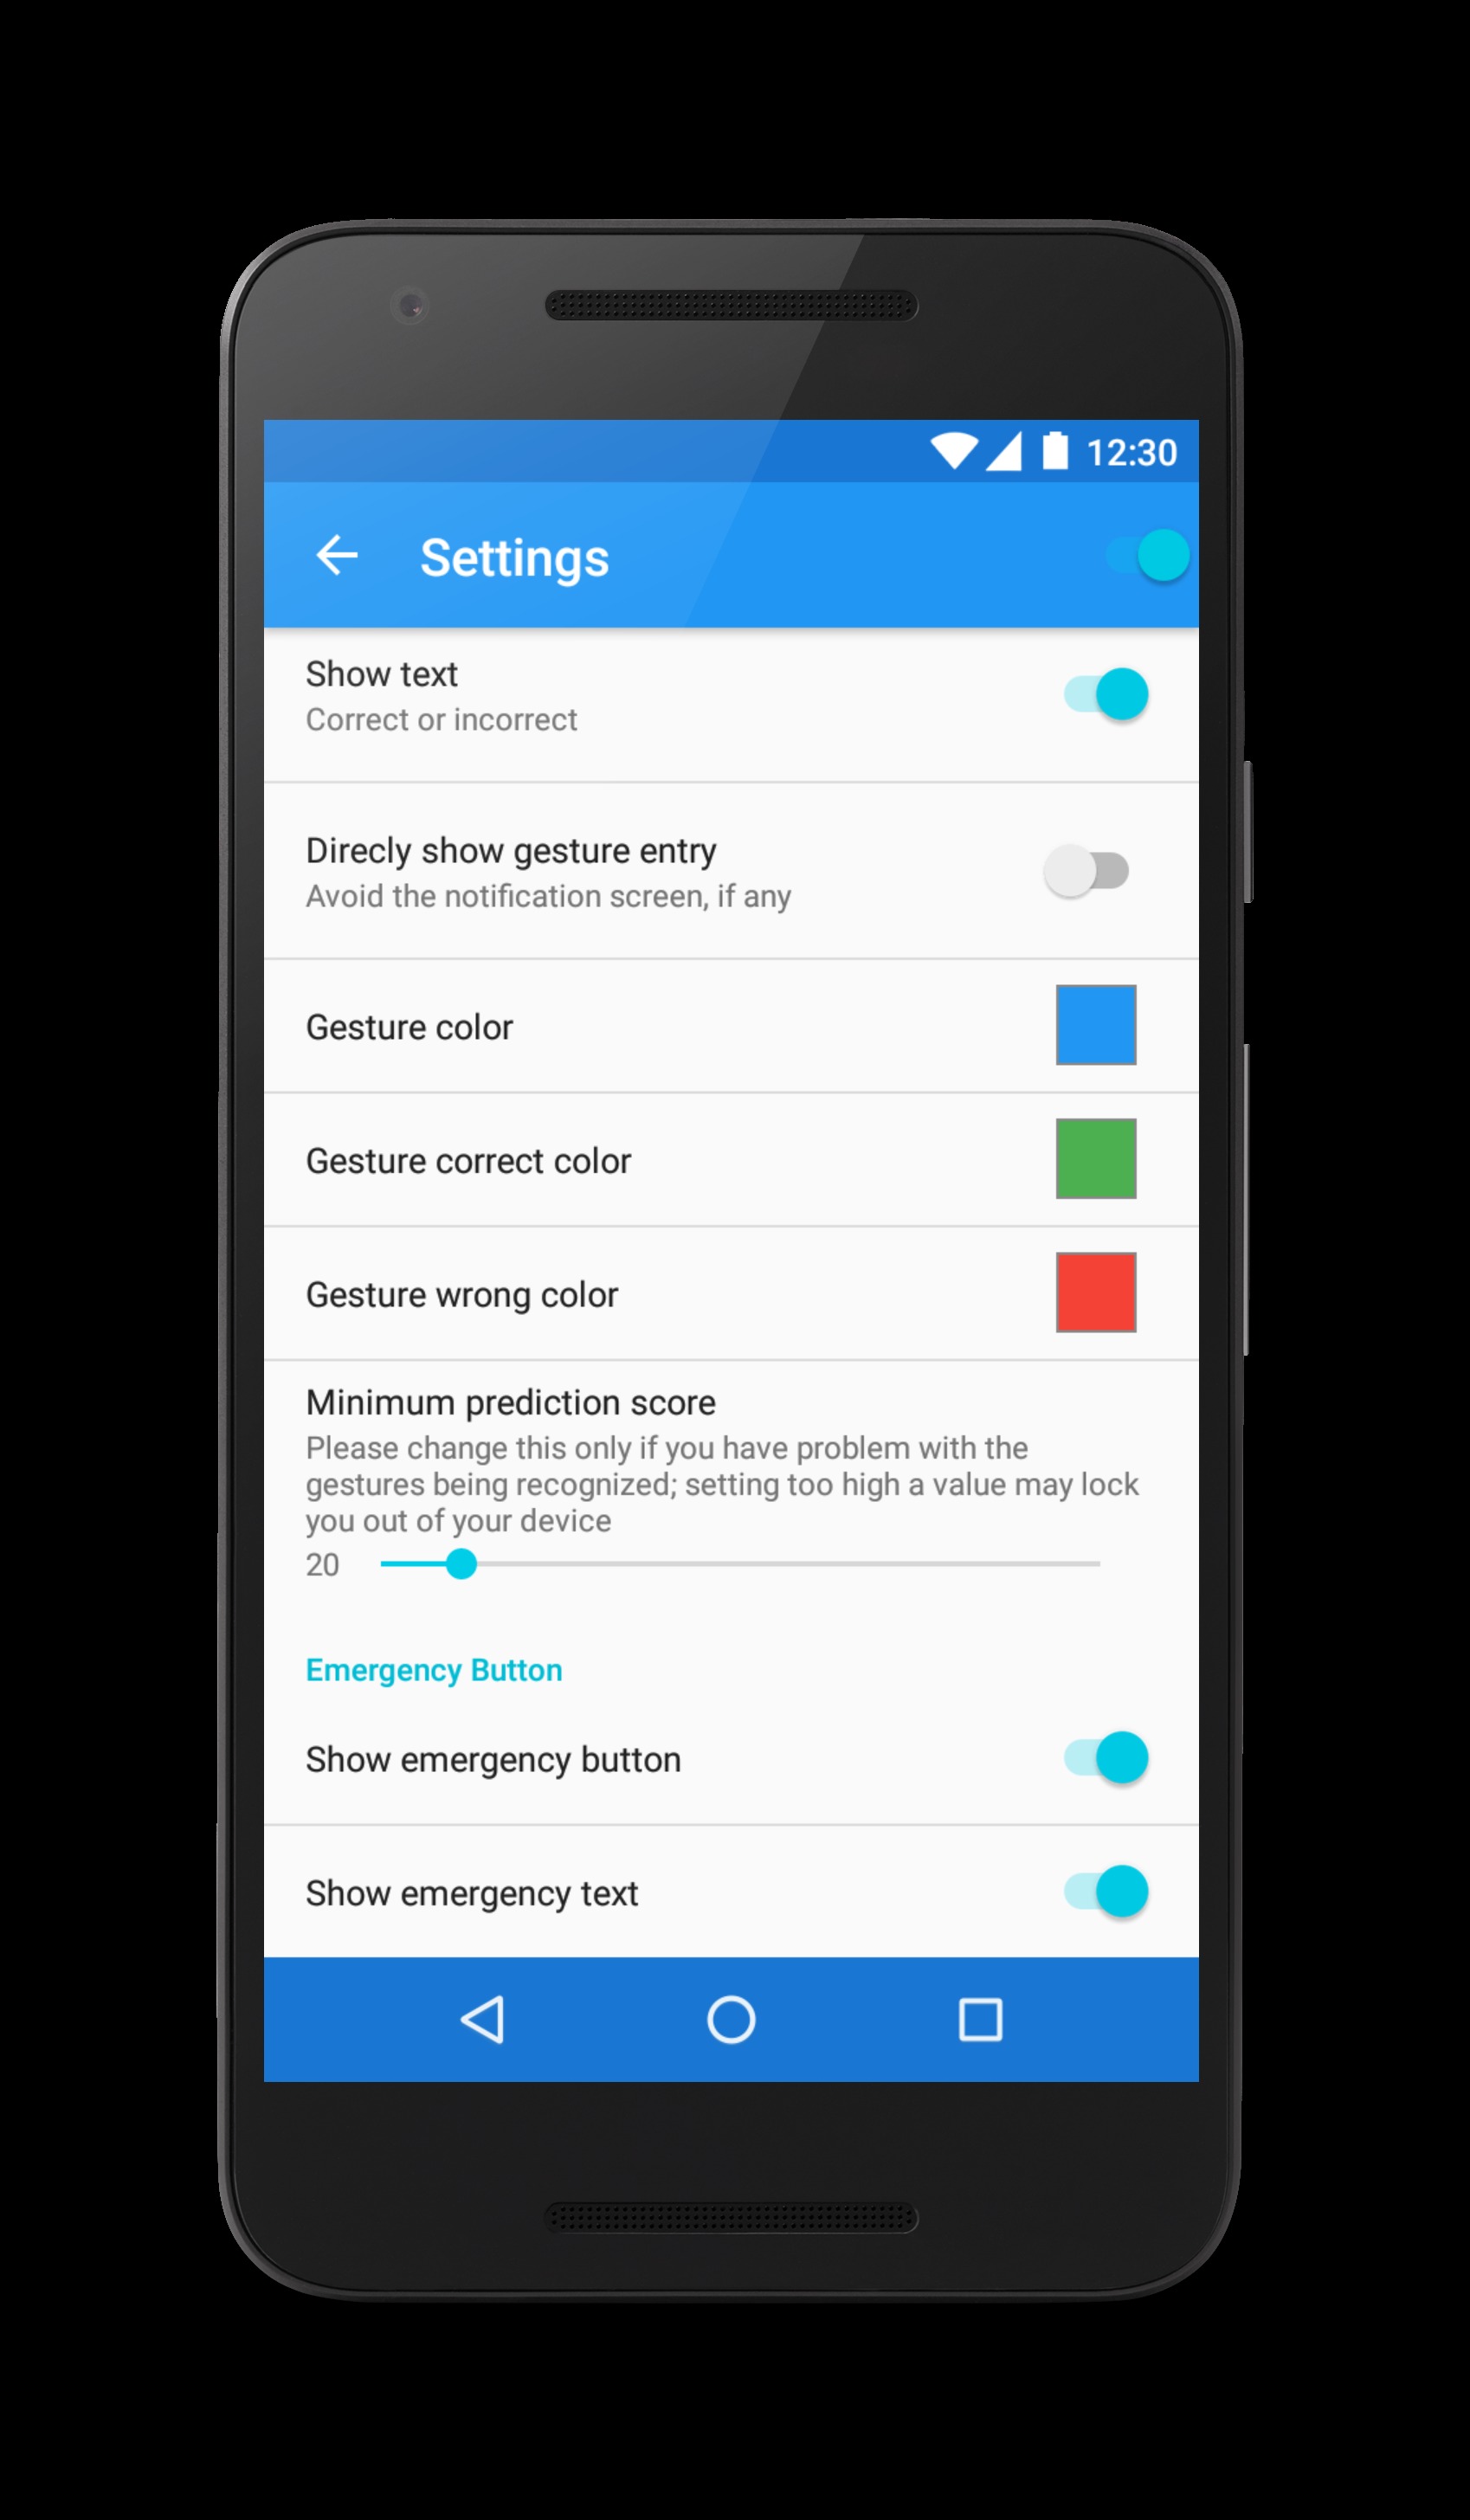 12:30
Settings
Show text
Correct or incorrect
Direcly show gesture entry
Avoid the notification screen, if any
Gesture color
Gesture correct color
Gesture wrong color
Minimum prediction score
Please change this only if you have problem with the
gestures being recognized; setting too high a value may lock
you out of your device
20
Emergency Button
Show emergency button
Show emergency text